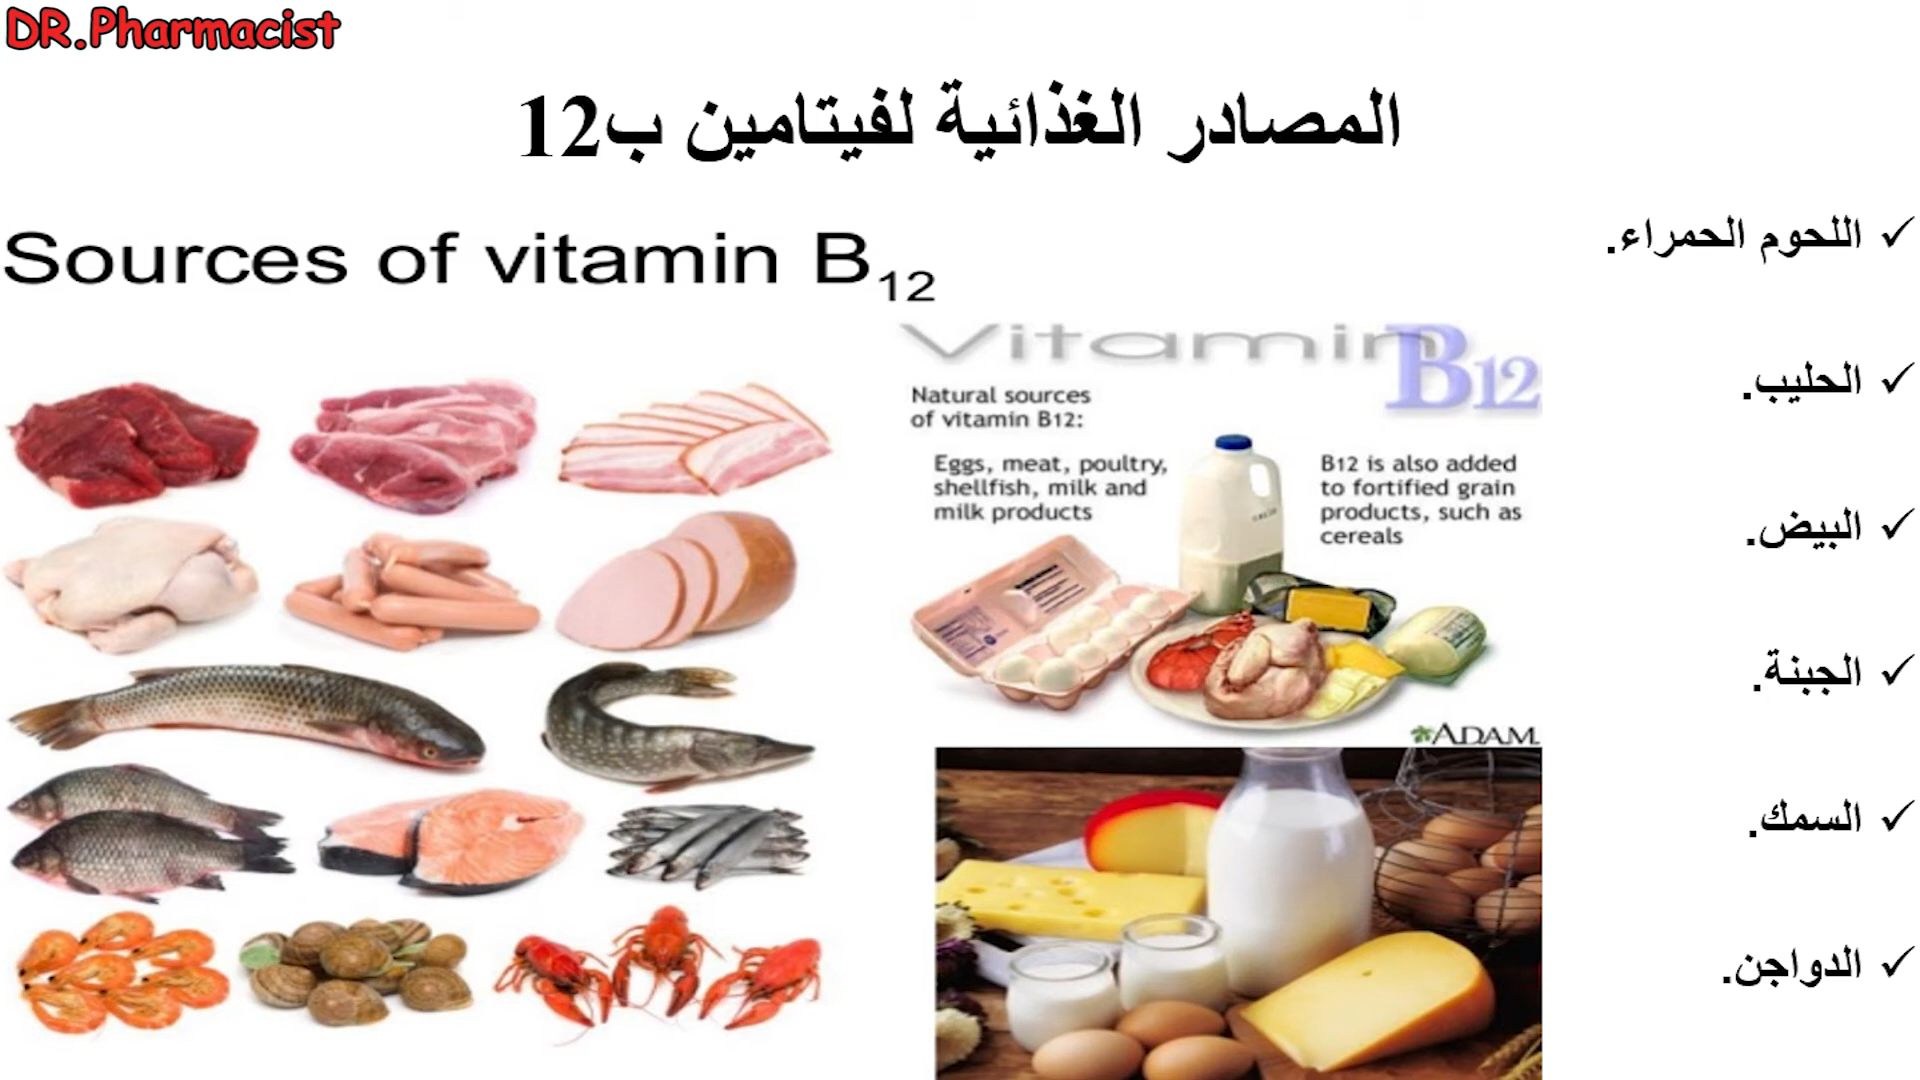 DR.Pharmacist
المصادر الغذائية لفيتامين ب12
✓ اللحوم الحمراء.
✓ الحليب.
✓ البيض.
✓ الجبنة.
✓ السمك.
✓ الدواجن.
Sources of vitamin B12
Vitamin B12
Natural sources
of vitamin B12:
Eggs, meat, poultry,
shellfish, milk and
milk products
B12 is also added
to fortified grain
products, such as
cereals
ADAM.